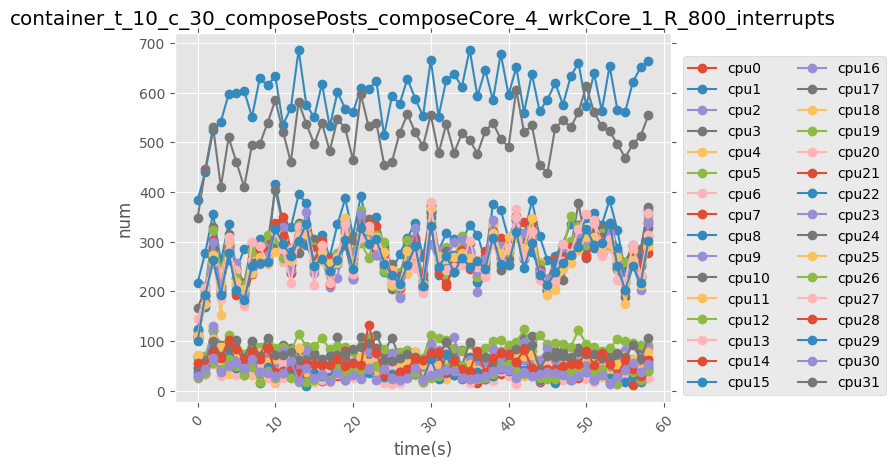 container_t_10_c_30_composePosts_composeCore_4_wrkCore_1_R_800_interrupts
700
600
500
400
300
200
100
0
num
0
10
20
30
40
50
60
time(s)
cpu0
cpu1
cpu2
cpu3
cpu4
cpu5
cpu6
cpu7
cpu8
cpu9
cpu10
cpu11
cpu12
cpu13
cpu14
cpu15
cpu16
cpu17
cpu18
cpu19
cpu20
cpu21
cpu22
cpu23
cpu24
cpu25
cpu26
cpu27
cpu28
cpu29
cpu30
cpu31